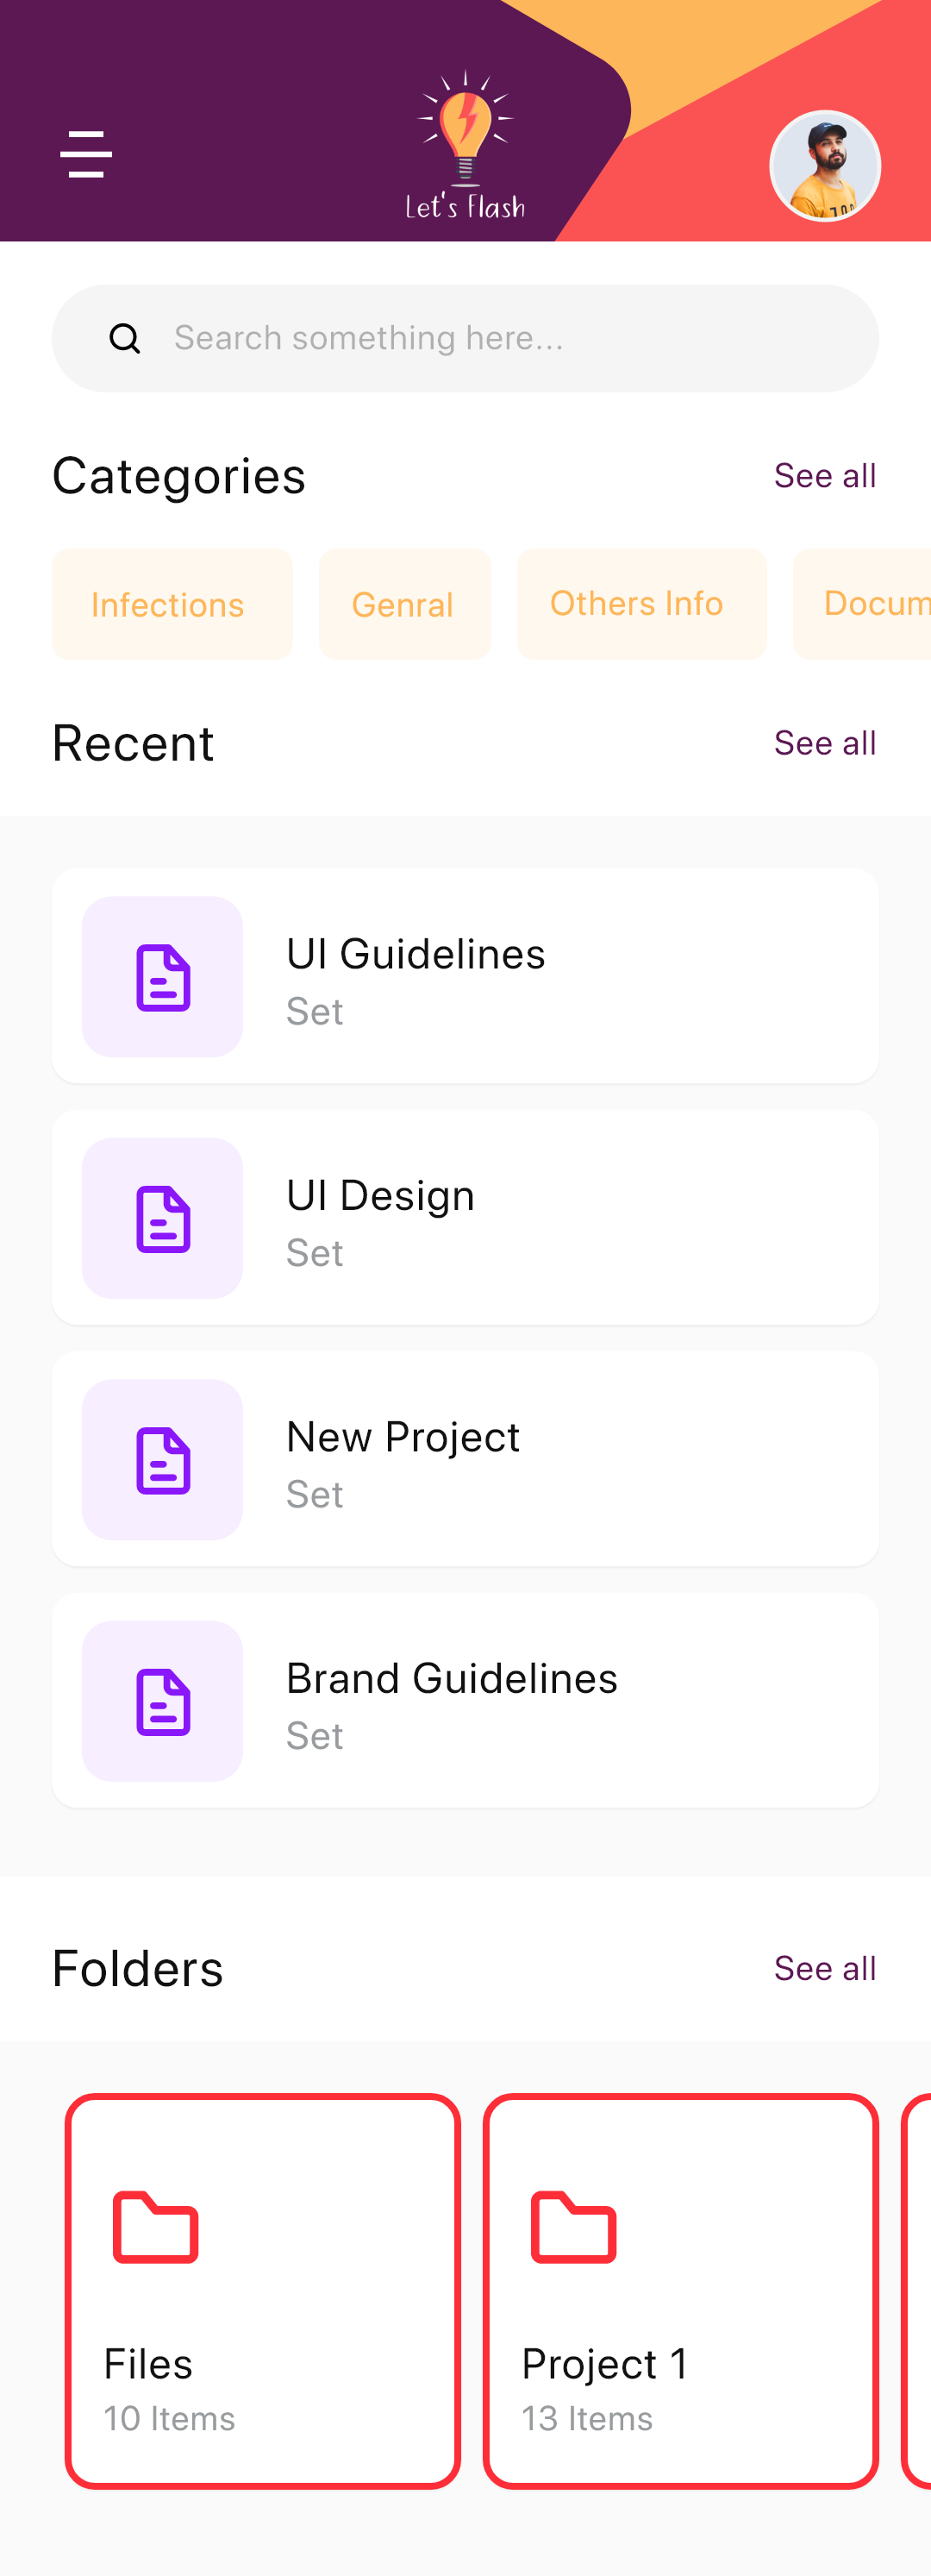 Let's Flash
Search something here...
Categories
See all
Infections
Genral
Others Info
Docum
Recent
See all
UI Guidelines
Set
UI Design
Set
New Project
Set
Brand Guidelines
Set
Folders
See all
Files
10 Items
Project 1
13 Items